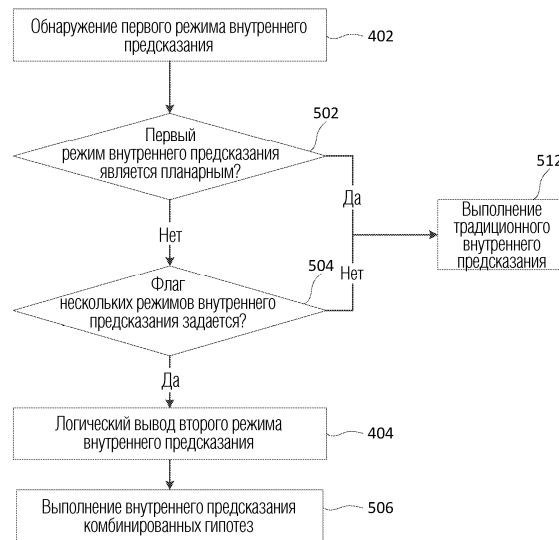 Обнаружение первого режима внутреннего
предсказания
402
502
Первый
режим внутреннего предсказания
является планарным?
Да
512
Выполнение
традиционного
внутреннего
предсказания
Нет
504
Флаг
нескольких режимов внутреннего
предсказания задается?
Нет
Да
Логический вывод второго режима
внутреннего предсказания
404
Выполнение внутреннего предсказания
комбинированных гипотез
506